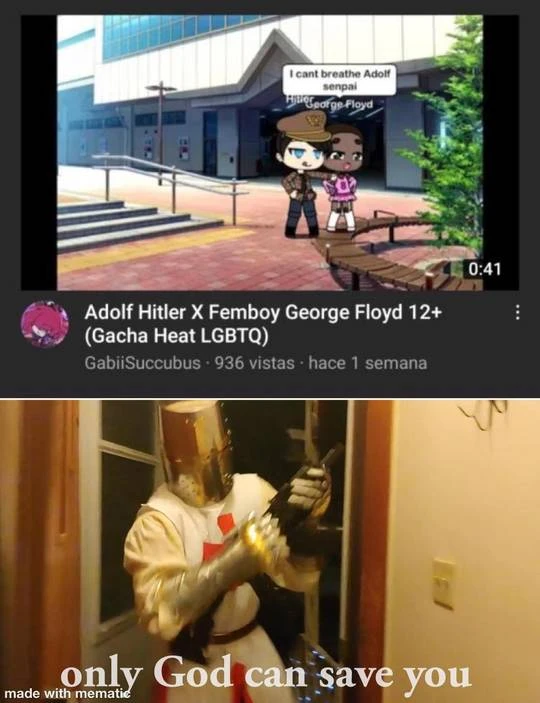 I cant breathe Adolf
senpai
Hitler
George Floyd
0:41
Adolf Hitler X Femboy George Floyd 12+
(Gacha Heat LGBTQ)
GabiiSuccubus · 936 vistas · hace 1 semana
only God can save you
made with mematic